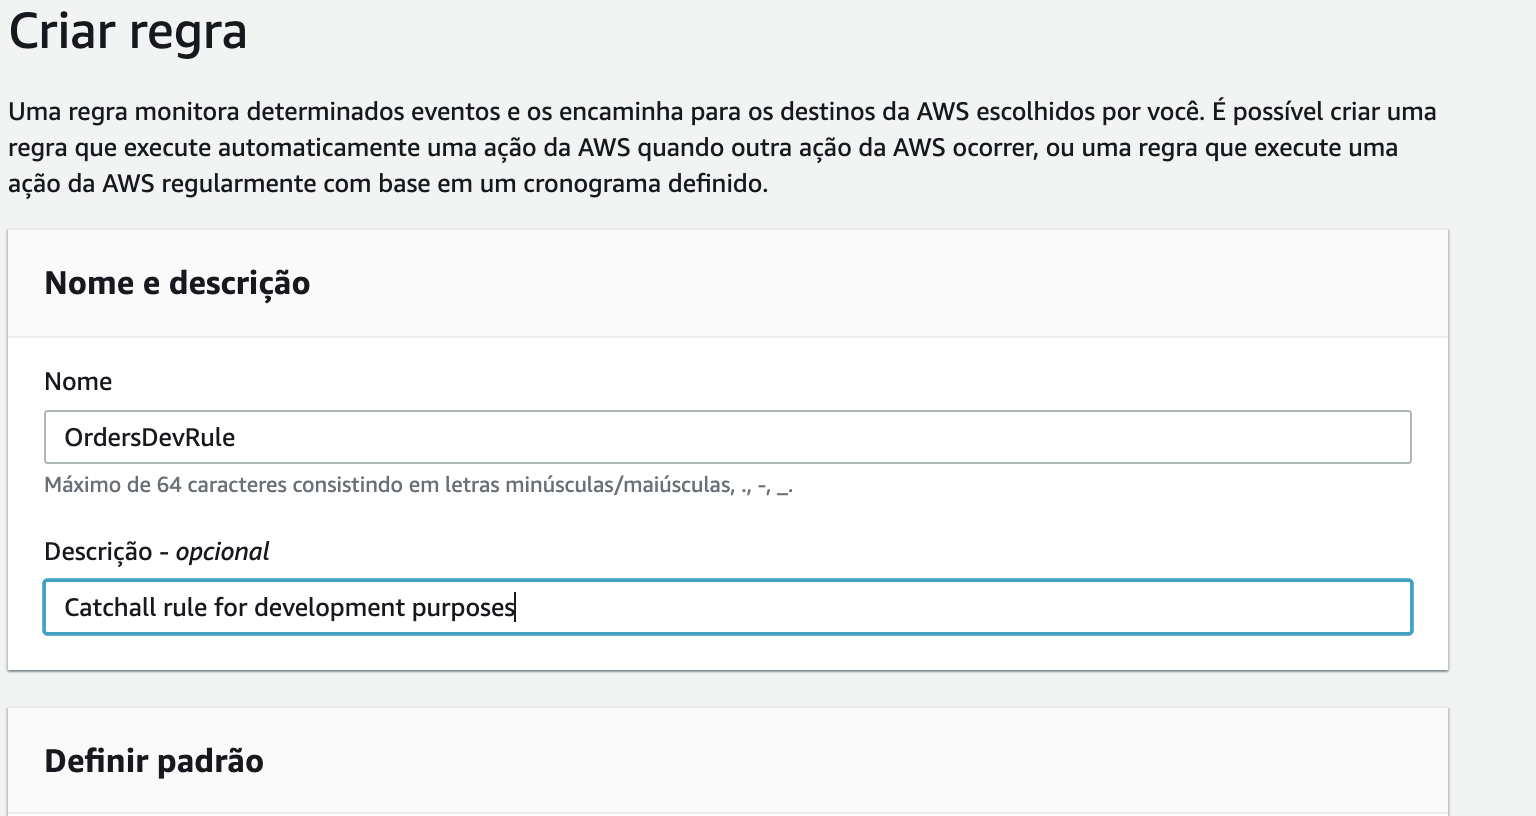 Criar regra
Uma regra monitora determinados eventos e os encaminha para os destinos da AWS escolhidos por você. É possível criar uma
regra que execute automaticamente uma ação da AWS quando outra ação da AWS ocorrer, ou uma regra que execute uma
ação da AWS regularmente com base em um cronograma definido.
Nome e descrição
Nome
OrdersDevRule
Máximo de 64 caracteres consistindo em letras minúsculas/maiúsculas, ., -, _.
Descrição - opcional
Catchall rule for development purposes
Definir padrão